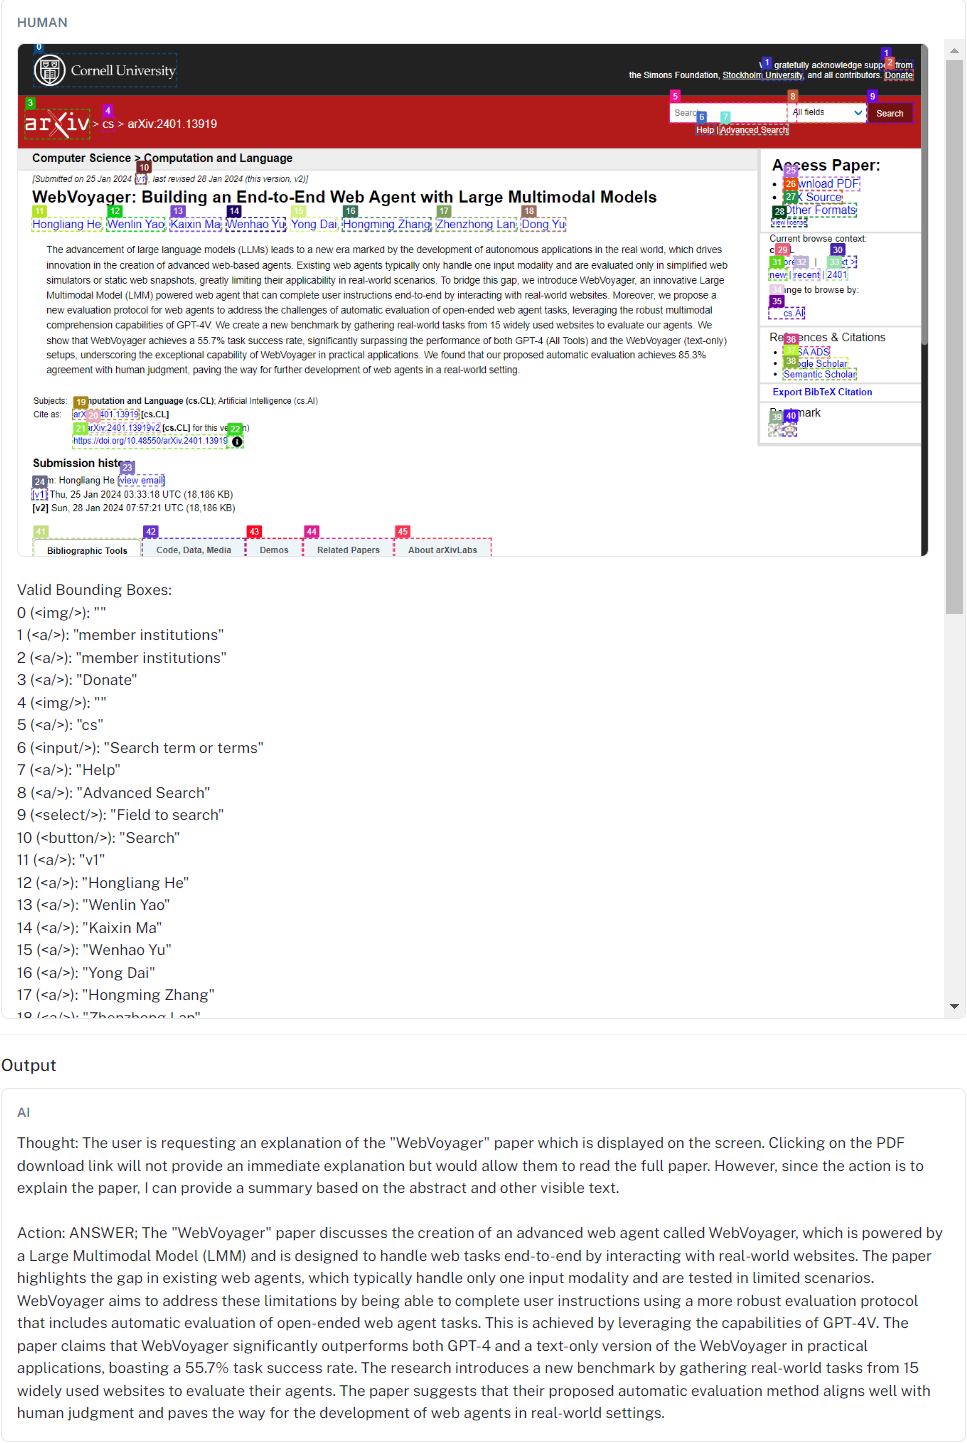 HUMAN
0
Cornell University
1
1
2
gratefully acknowledge support from
the Simons Foundation, Stockholm University, and all contributors. Donate
3
4
5
8
9
arXiv > cs > arXiv:2401.13919
Searc
All fields
Search
6
7
Help | Advanced Search
Computer Science > Computation and Language
10
[Submitted on 25 Jan 2024 (v1), last revised 28 Jan 2024 (this version, v2)]
WebVoyager: Building an End-to-End Web Agent with Large Multimodal Models
11 12 13 14 15 16 17 18
Hongliang He, Wenlin Yao, Kaixin Ma, Wenhao Yu, Yong Dai, Hongming Zhang, Zhenzhong Lan, Dong Yu
The advancement of large language models (LLMs) leads to a new era marked by the development of autonomous applications in the real world, which drives
innovation in the creation of advanced web-based agents. Existing web agents typically only handle one input modality and are evaluated only in simplified web
simulators or static web snapshots, greatly limiting their applicability in real-world scenarios. To bridge this gap, we introduce WebVoyager, an innovative Large
Multimodal Model (LMM) powered web agent that can complete user instructions end-to-end by interacting with real-world websites. Moreover, we propose a
new evaluation protocol for web agents to address the challenges of automatic evaluation of open-ended web agent tasks, leveraging the robust multimodal
comprehension capabilities of GPT-4V. We create a new benchmark by gathering real-world tasks from 15 widely used websites to evaluate our agents. We
show that WebVoyager achieves a 55.7% task success rate, significantly surpassing the performance of both GPT-4 (All Tools) and the WebVoyager (text-only)
setups, underscoring the exceptional capability of WebVoyager in practical applications. We found that our proposed automatic evaluation achieves 85.3%
agreement with human judgment, paving the way for further development of web agents in a real-world setting.
19
Subjects: mputation and Language (cs.CL); Artificial Intelligence (cs.AI)
20
Cite as: arX 2401.13919 [cs.CL]
21 22
arXiv:2401.13919v2 [cs.CL] for this ve n)
https://doi.org/10.48550/arXiv.2401.13919
Submission histor
23
24
m: Hongliang He [view email]
[v1] Thu, 25 Jan 2024 03:33:18 UTC (18,186 KB)
[v2] Sun, 28 Jan 2024 07:57:21 UTC (18,186 KB)
41 42 43 44 45
Bibliographic Tools
Code, Data, Media
Demos
Related Papers
About arXivLabs
Access Paper:
25
26
wnload PDF
27
X Source
28
Other Formats
view license
Current browse context:
29 30
31 32 33
new | recent | 2401
34
nge to browse by:
35
cs.AI
36
References & Citations
37
SA ADS
38
gle Scholar
Semantic Scholar
Export BibTeX Citation
mark
39 40
Valid Bounding Boxes:
0 (<img/>): ""
1 (<a/>): "member institutions"
2 (<a/>): "member institutions"
3 (<a/>): "Donate"
4 (<img/>): ""
5 (<a/>): "cs"
6 (<input/>): "Search term or terms"
7 (<a/>): "Help"
8 (<a/>): "Advanced Search"
9 (<select/>): "Field to search"
10 (<button/>): "Search"
11 (<a/>): "v1"
12 (<a/>): "Hongliang He"
13 (<a/>): "Wenlin Yao"
14 (<a/>): "Kaixin Ma"
15 (<a/>): "Wenhao Yu"
16 (<a/>): "Yong Dai"
17 (<a/>): "Hongming Zhang"
18 (<a/>): "Zhenzhong Lan"
Output
AI
Thought: The user is requesting an explanation of the "WebVoyager" paper which is displayed on the screen. Clicking on the PDF
download link will not provide an immediate explanation but would allow them to read the full paper. However, since the action is to
explain the paper, I can provide a summary based on the abstract and other visible text.
Action: ANSWER; The "WebVoyager" paper discusses the creation of an advanced web agent called WebVoyager, which is powered by
a Large Multimodal Model (LMM) and is designed to handle web tasks end-to-end by interacting with real-world websites. The paper
highlights the gap in existing web agents, which typically handle only one input modality and are tested in limited scenarios.
WebVoyager aims to address these limitations by being able to complete user instructions using a more robust evaluation protocol
that includes automatic evaluation of open-ended web agent tasks. This is achieved by leveraging the capabilities of GPT-4V. The
paper claims that WebVoyager significantly outperforms both GPT-4 and a text-only version of the WebVoyager in practical
applications, boasting a 55.7% task success rate. The research introduces a new benchmark by gathering real-world tasks from 15
widely used websites to evaluate their agents. The paper suggests that their proposed automatic evaluation method aligns well with
human judgment and paves the way for the development of web agents in real-world settings.